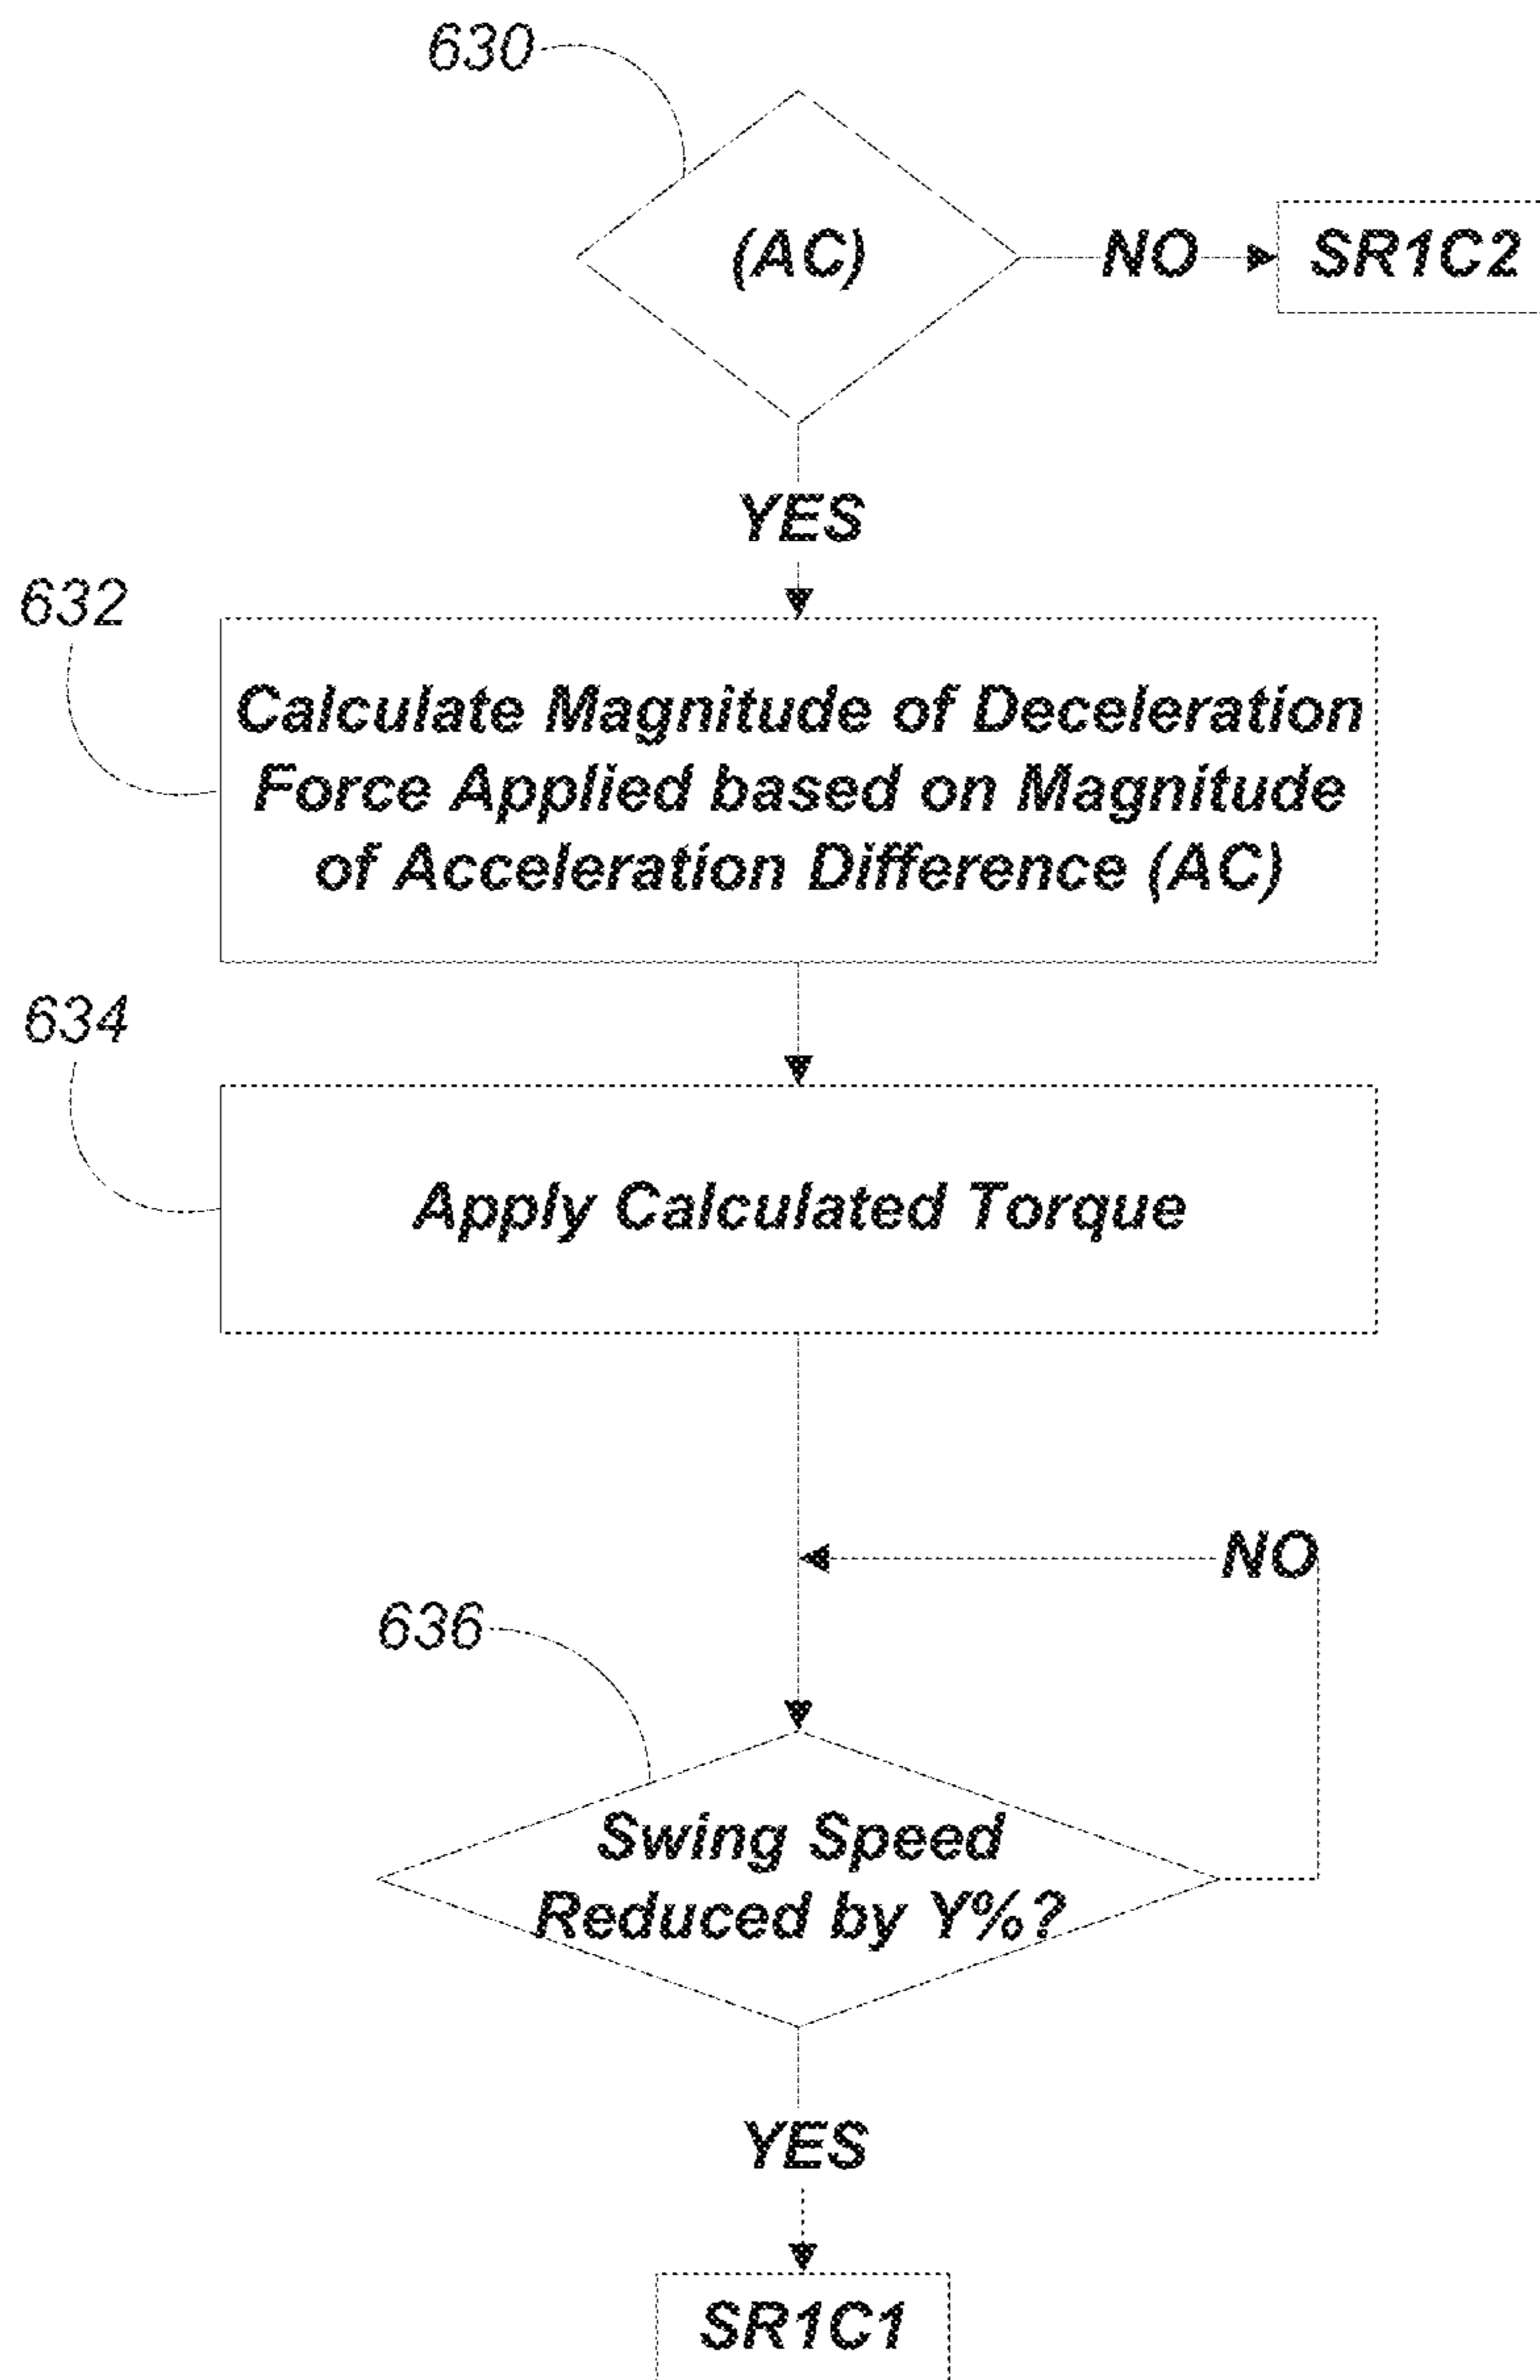 630
(AC)
NO
SR1C2
YES
632
Calculate Magnitude of Deceleration
Force Applied based on Magnitude
of Acceleration Difference (AC)
634
Apply Calculated Torque
NO
636
Swing Speed
Reduced by Y%?
YES
SR1C1